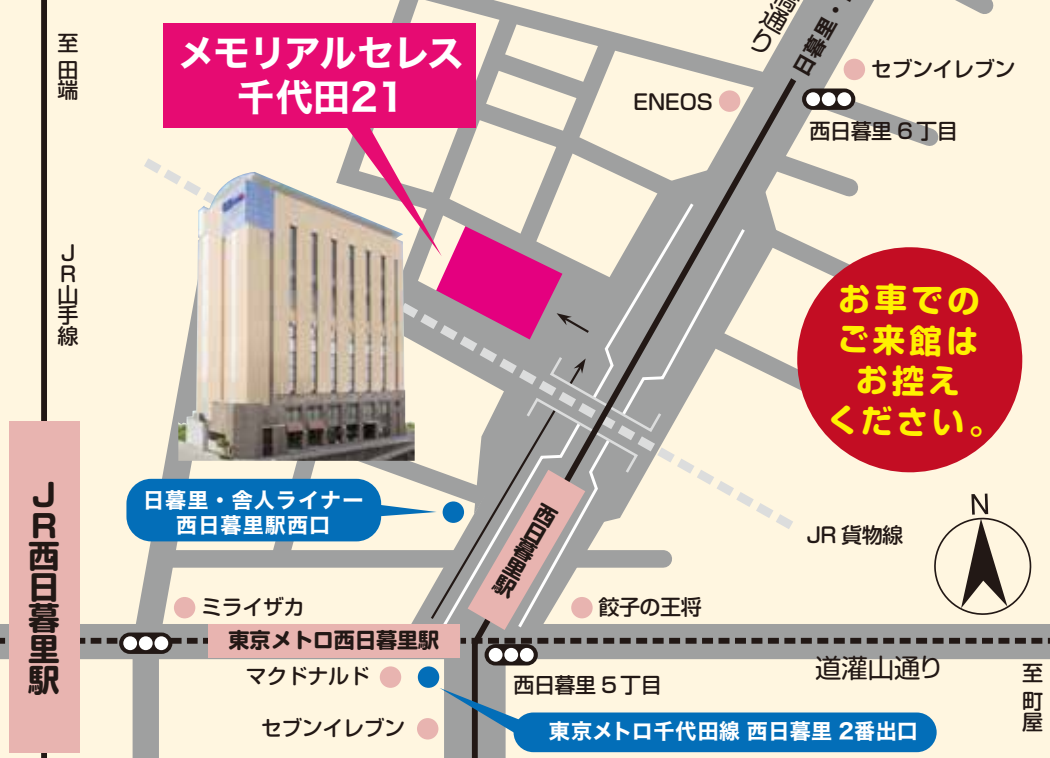 至 田端
メモリアルセレス
千代田21
通り
日暮里・
セブンイレブン
ENEOS
西日暮里 6 丁目
JR山手線
お車での
ご来館は
お控え
ください。
日暮里・舎人ライナー
西日暮里駅西口
西日暮里駅
JR 貨物線
N
JR西日暮里駅
ミライザカ
餃子の王将
東京メトロ西日暮里駅
マクドナルド
西日暮里 5 丁目
道灌山通り
至 町屋
セブンイレブン
東京メトロ千代田線 西日暮里 2番出口